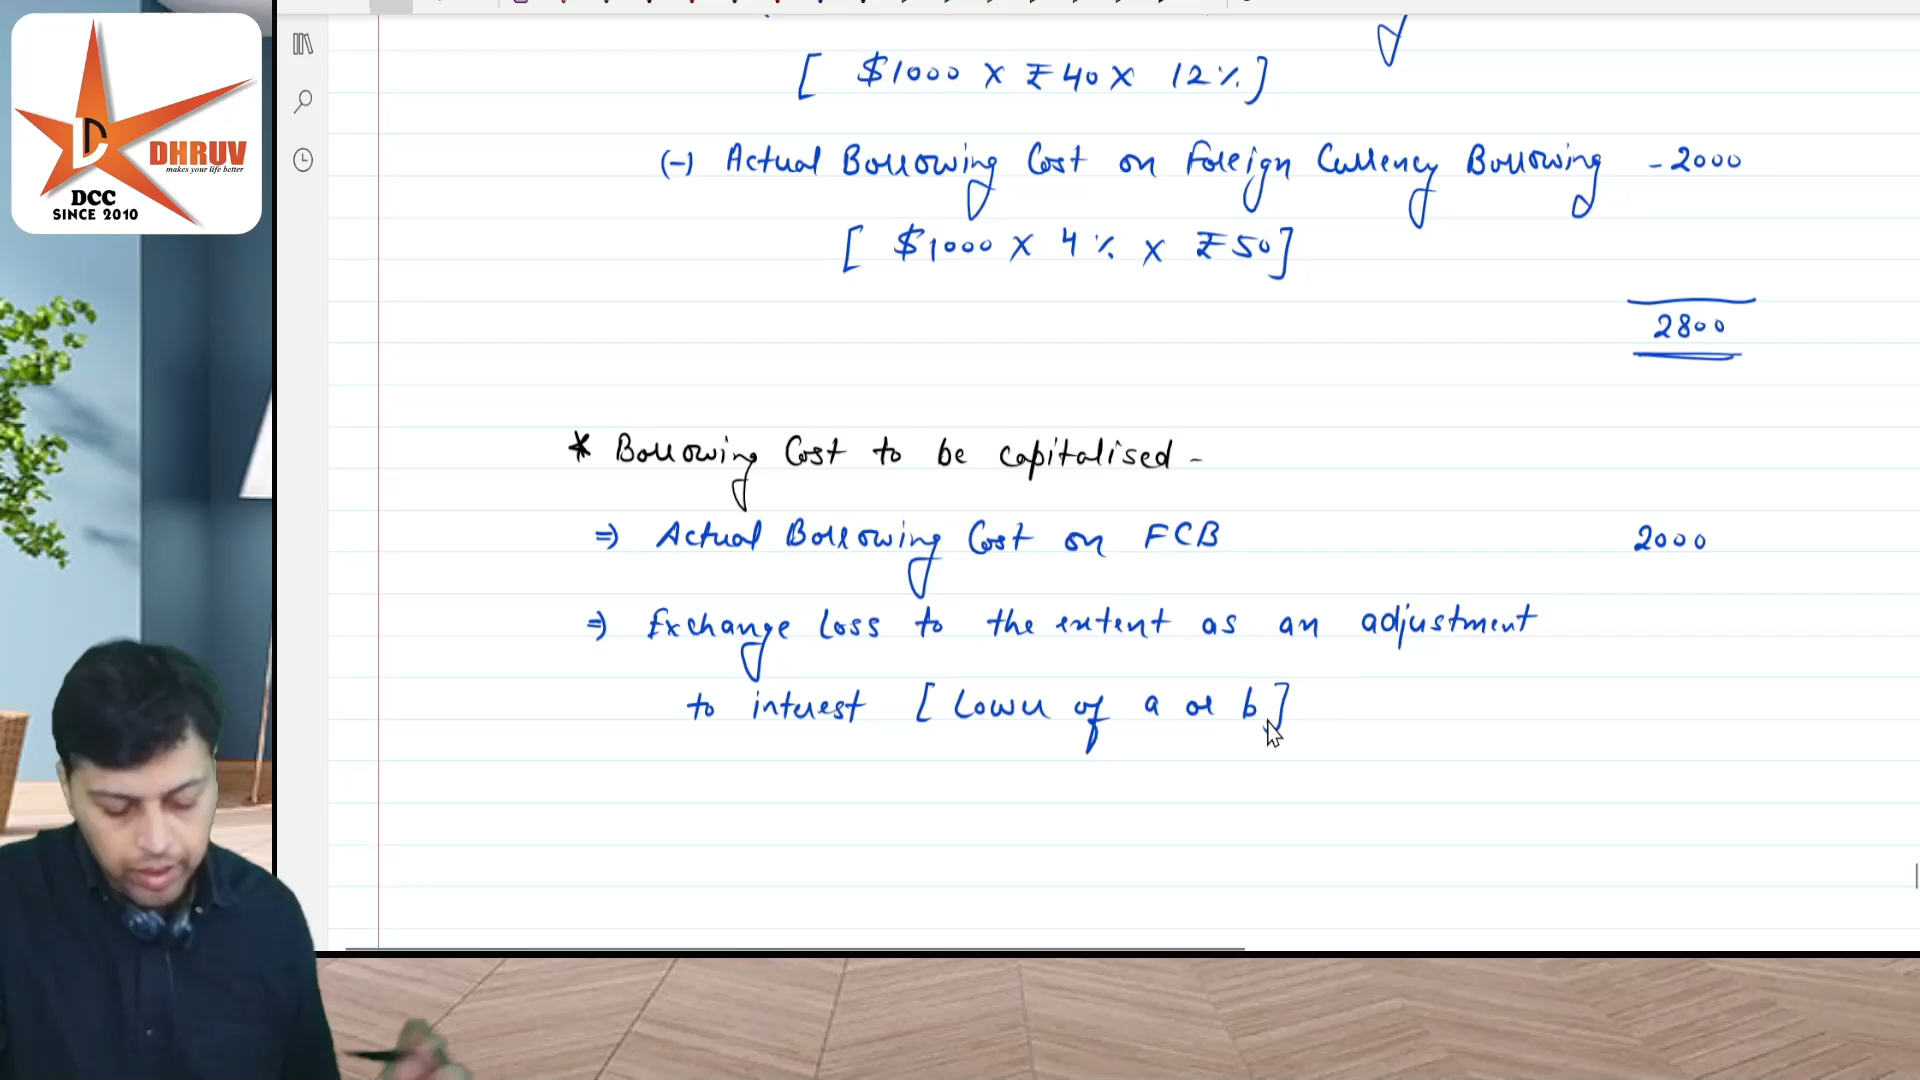 DHRUV
makes your life better
DCC
SINCE 2010
[ $1000 X ₹40 X 12%]
(-) Actual Borrowing Cost on Foreign Currency Borrowing -2000
[ $1000 X 4% X ₹50]
2800
* Borrowing Cost to be capitalised -
⇒ Actual Borrowing Cost on FCB 2000
⇒ Exchange Loss to the extent as an adjustment
to interest [Lower of a or b]